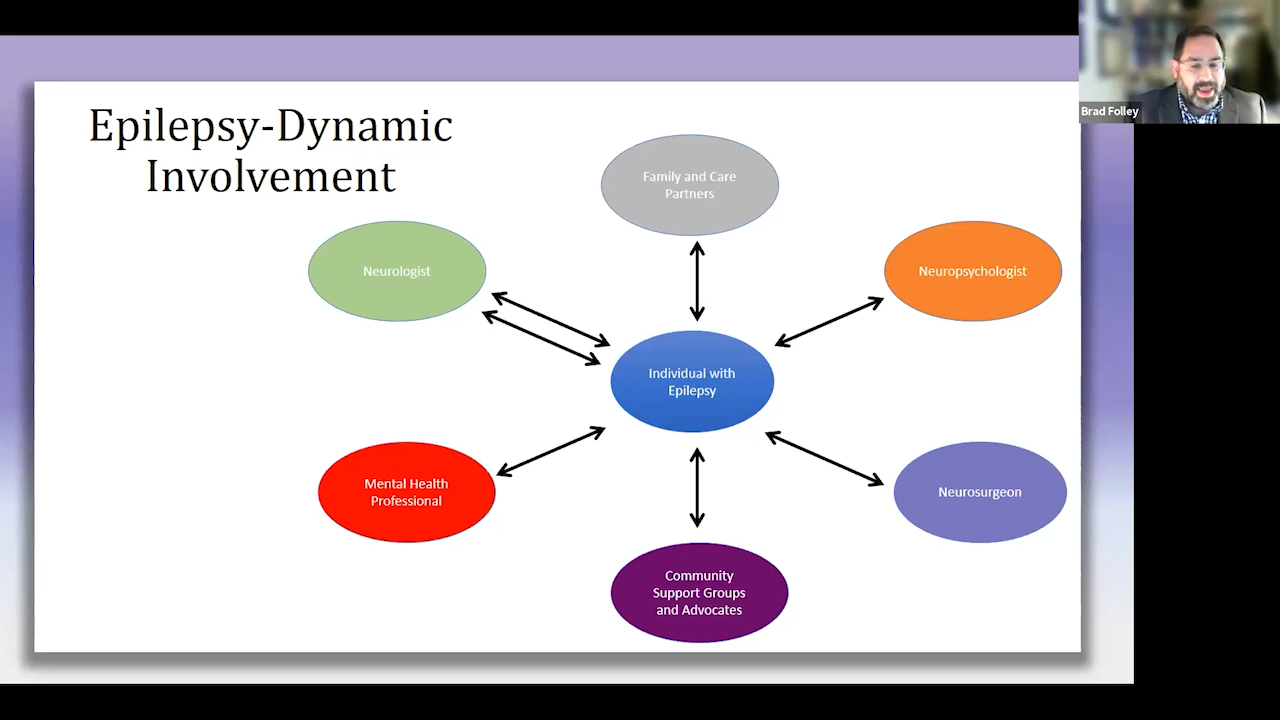 Epilepsy-Dynamic
Involvement
Brad Folley
Family and Care
Partners
Neurologist
Neuropsychologist
Individual with
Epilepsy
Mental Health
Professional
Neurosurgeon
Community
Support Groups
and Advocates